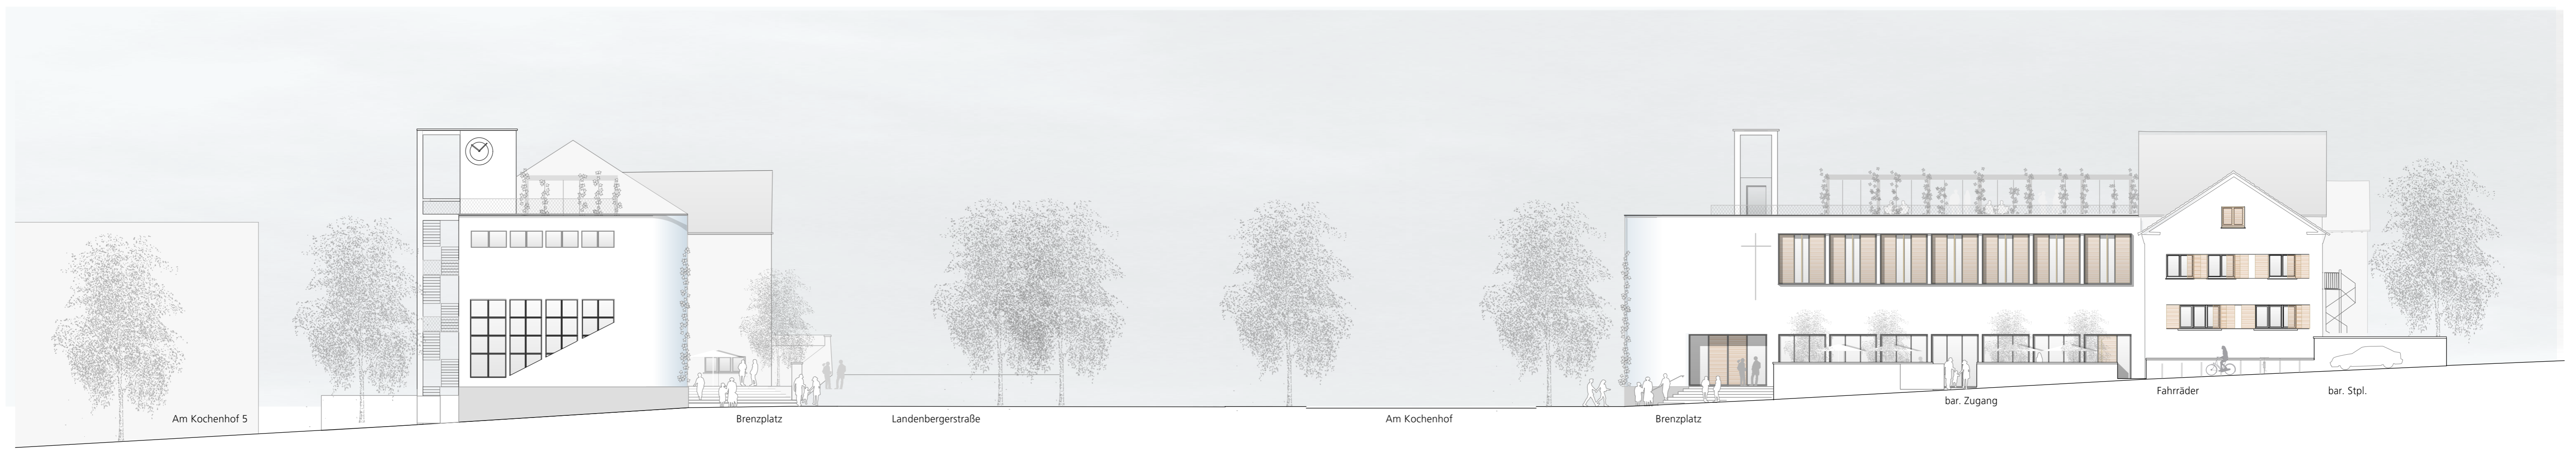 Am Kochenhof 5
Brenzplatz
Landenbergerstraße
Am Kochenhof
Brenzplatz
bar. Zugang
Fahrräder
bar. Stpl.